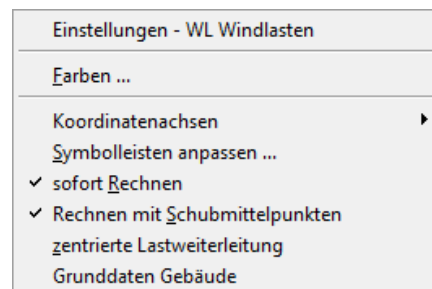 Einstellungen - WL Windlasten
Farben ...
Koordinatenachsen
Symbolleisten anpassen ...
sofort Rechnen
Rechnen mit Schubmittelpunkten
zentrierte Lastweiterleitung
Grunddaten Gebäude